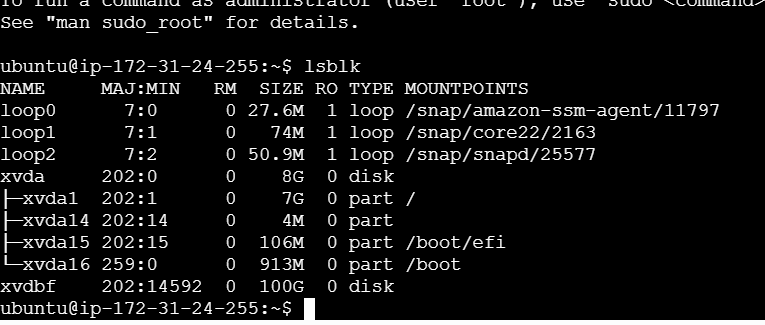 To run a command as administrator (user "root"), use "sudo <command>
See "man sudo_root" for details.
ubuntu@ip-172-31-24-255:~$ lsblk
NAME     MAJ:MIN   RM  SIZE RO TYPE MOUNTPOINTS
loop0      7:0      0 27.6M  1 loop /snap/amazon-ssm-agent/11797
loop1      7:1      0   74M  1 loop /snap/core22/2163
loop2      7:2      0 50.9M  1 loop /snap/snapd/25577
xvda     202:0      0    8G  0 disk
├─xvda1  202:1      0    7G  0 part /
├─xvda14 202:14     0    4M  0 part
├─xvda15 202:15     0  106M  0 part /boot/efi
└─xvda16 259:0      0  913M  0 part /boot
xvdbf    202:14592  0  100G  0 disk
ubuntu@ip-172-31-24-255:~$